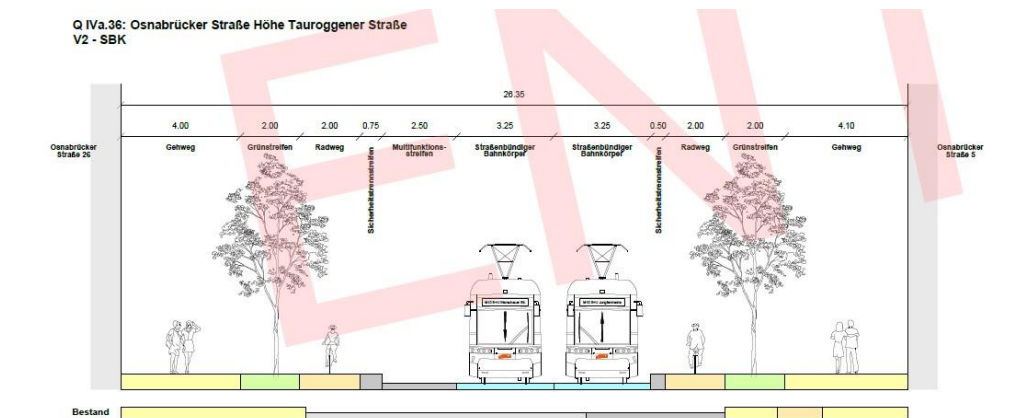 Q IVa.36: Osnabrücker Straße Höhe Tauroggener Straße
V2 - SBK
26.35
4.00 2.00 2.00 0.75 2.50 3.25 3.25 0.50 2.00 2.00 4.10
Osnabrücker
Straße 26
Gehweg
Grünstreifen
Radweg
Sicherheitstrennstreifen
Multifunktions-
streifen
Straßenbündiger
Bahnkörper
Straßenbündiger
Bahnkörper
Sicherheitstrennstreifen
Radweg
Grünstreifen
Gehweg
Osnabrücker
Straße 5
Bestand